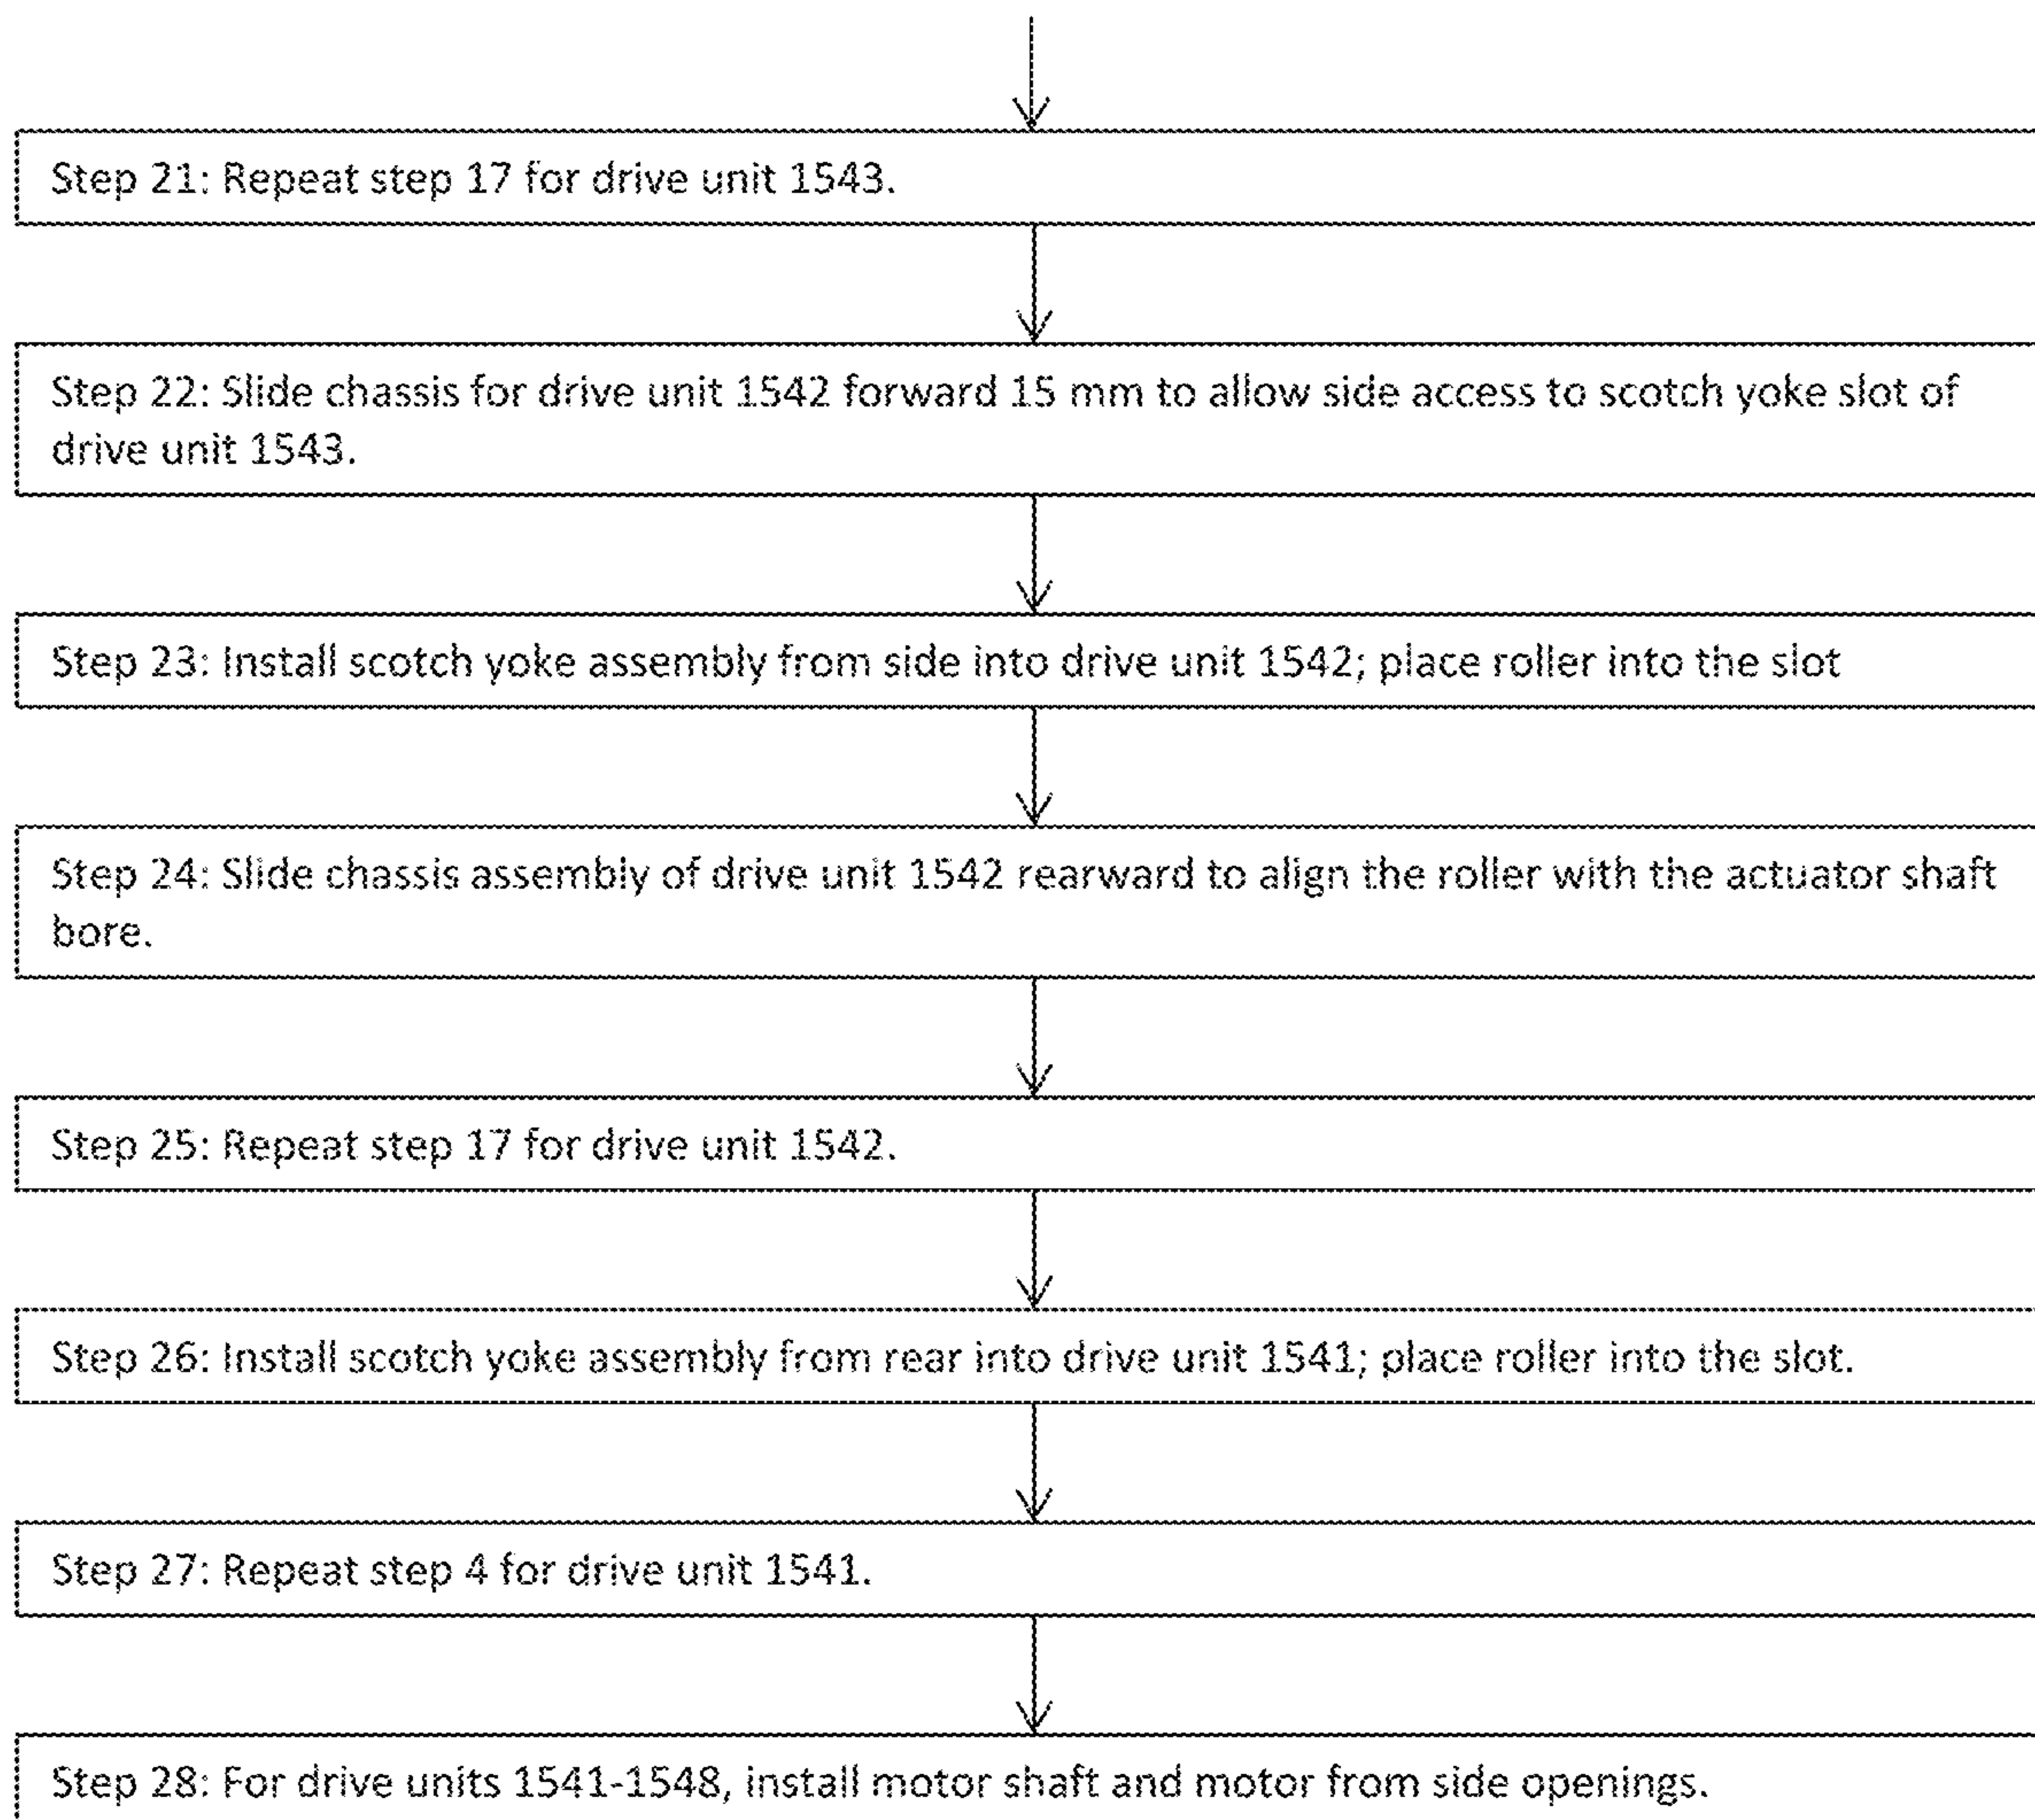 Step 21: Repeat step 17 for drive unit 1543.
Step 22: Slide chassis for drive unit 1542 forward 15 mm to allow side access to scotch yoke slot of
drive unit 1543.
Step 23: Install scotch yoke assembly from side into drive unit 1542; place roller into the slot
Step 24: Slide chassis assembly of drive unit 1542 rearward to align the roller with the actuator shaft
bore.
Step 25: Repeat step 17 for drive unit 1542.
Step 26: Install scotch yoke assembly from rear into drive unit 1541; place roller into the slot.
Step 27: Repeat step 4 for drive unit 1541.
Step 28: For drive units 1541-1548, install motor shaft and motor from side openings.